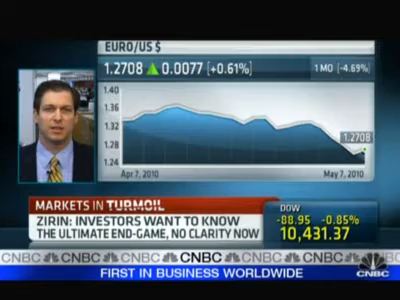 EURO/US $
1.2708 0.0077 [+0.61%] 1 MO [-4.69%]
1.40
1.36
1.32
1.28
1.24
1.2708
Apr 7, 2010 May 7, 2010
MARKETS IN TURMOIL
ZIRIN: INVESTORS WANT TO KNOW
THE ULTIMATE END-GAME, NO CLARITY NOW
DOW
-88.95 -0.85%
10,431.37
CNBC CNBC CNBC CNBC CNBC CNBC CNBC
FIRST IN BUSINESS WORLDWIDE
CNBC